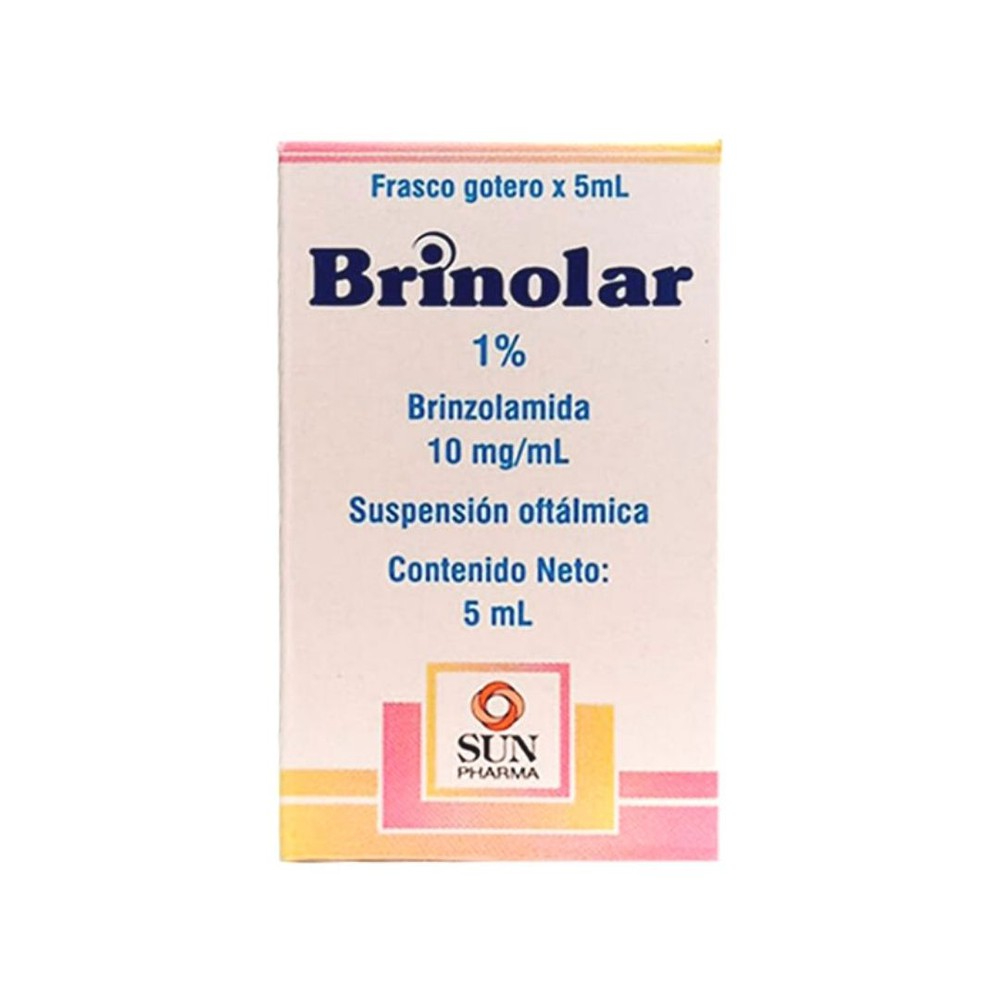 Frasco gotero x 5mL
Brinolar
1%
Brinzolamida
10 mg/mL
Suspensión oftálmica
Contenido Neto:
5 mL
SUN
PHARMA